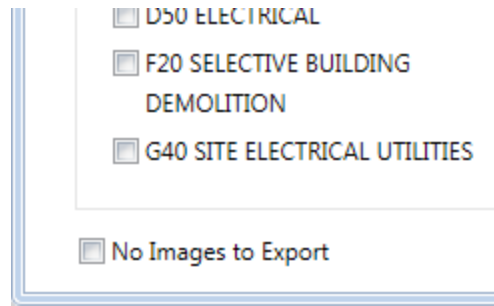 D50 ELECTRICAL
F20 SELECTIVE BUILDING
DEMOLITION
G40 SITE ELECTRICAL UTILITIES
No Images to Export